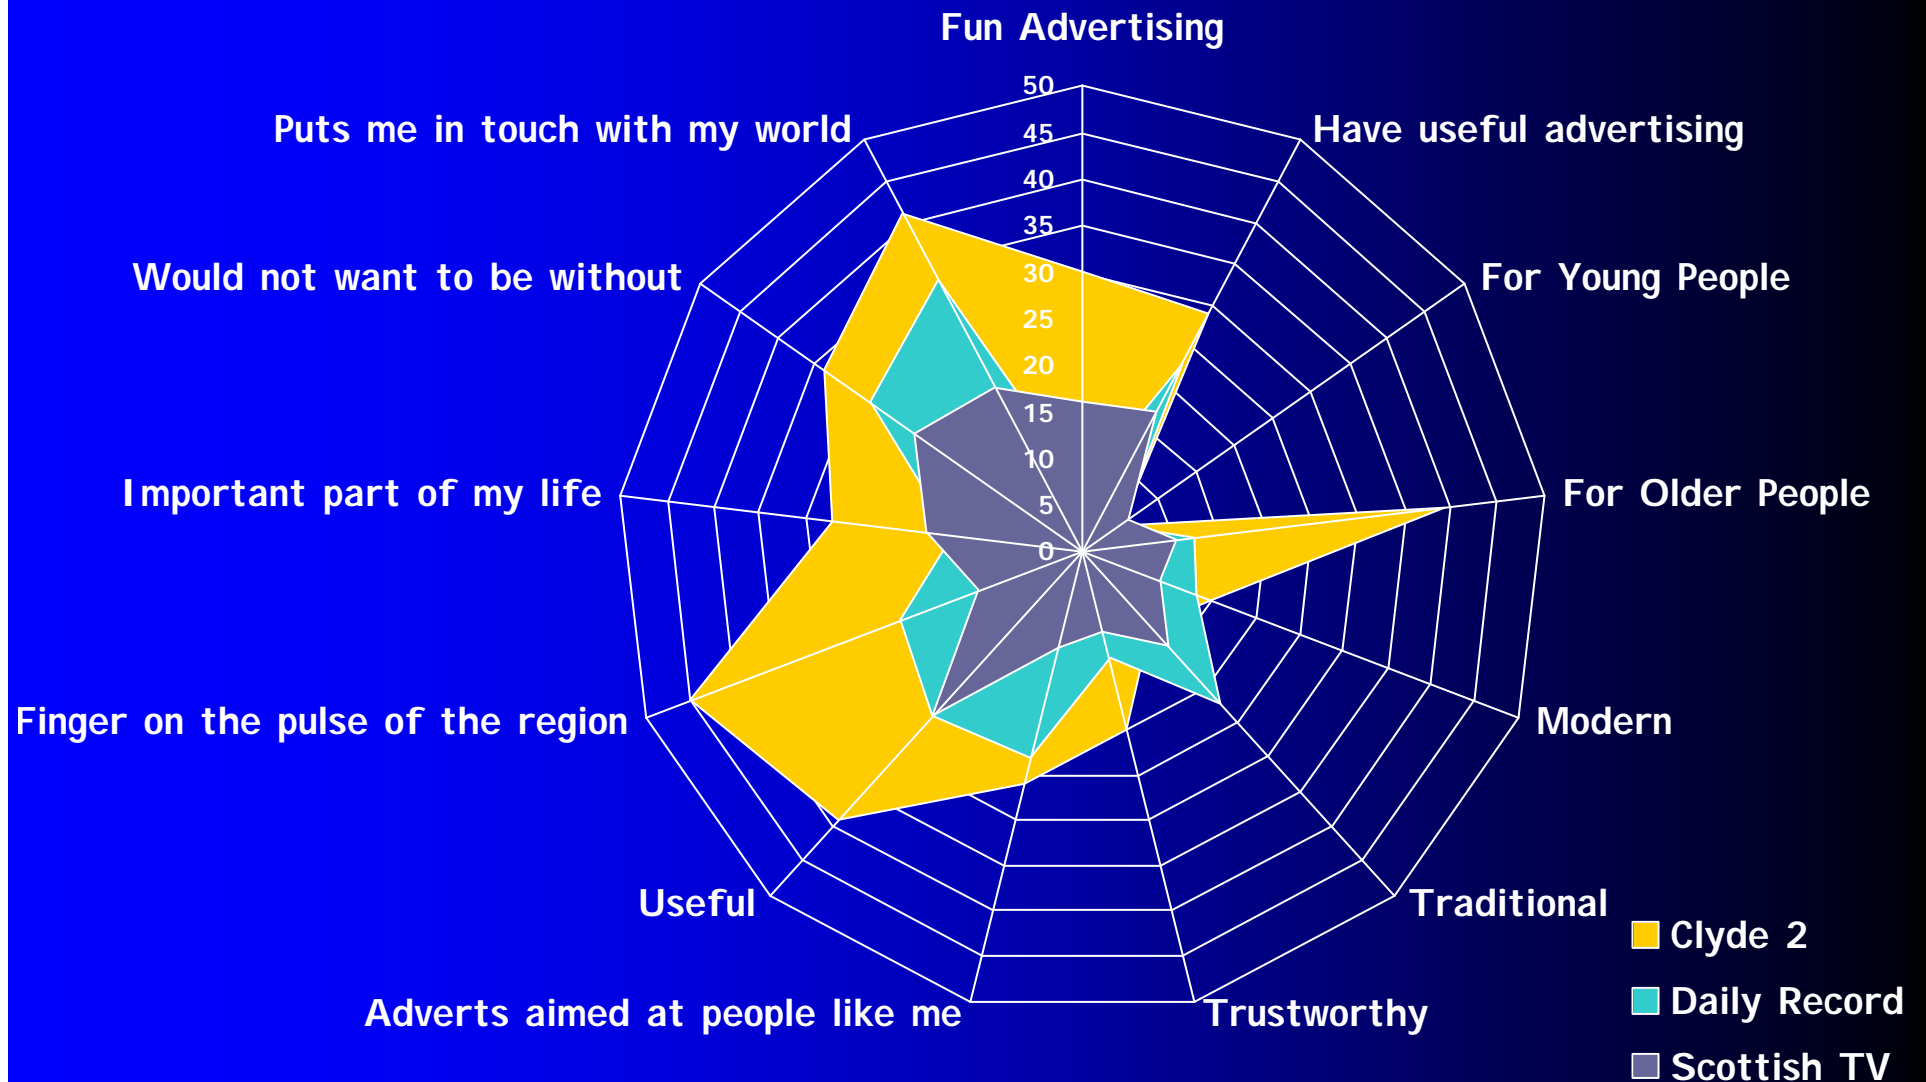 Fun Advertising
50
Puts me in touch with my world
Have useful advertising
45
40
35
Would not want to be without
30
For Young People
25
20
15
10
Important part of my life
5
For Older People
0
Finger on the pulse of the region
Modern
Useful
Traditional
Clyde 2
Daily Record
Adverts aimed at people like me
Trustworthy
Scottish TV